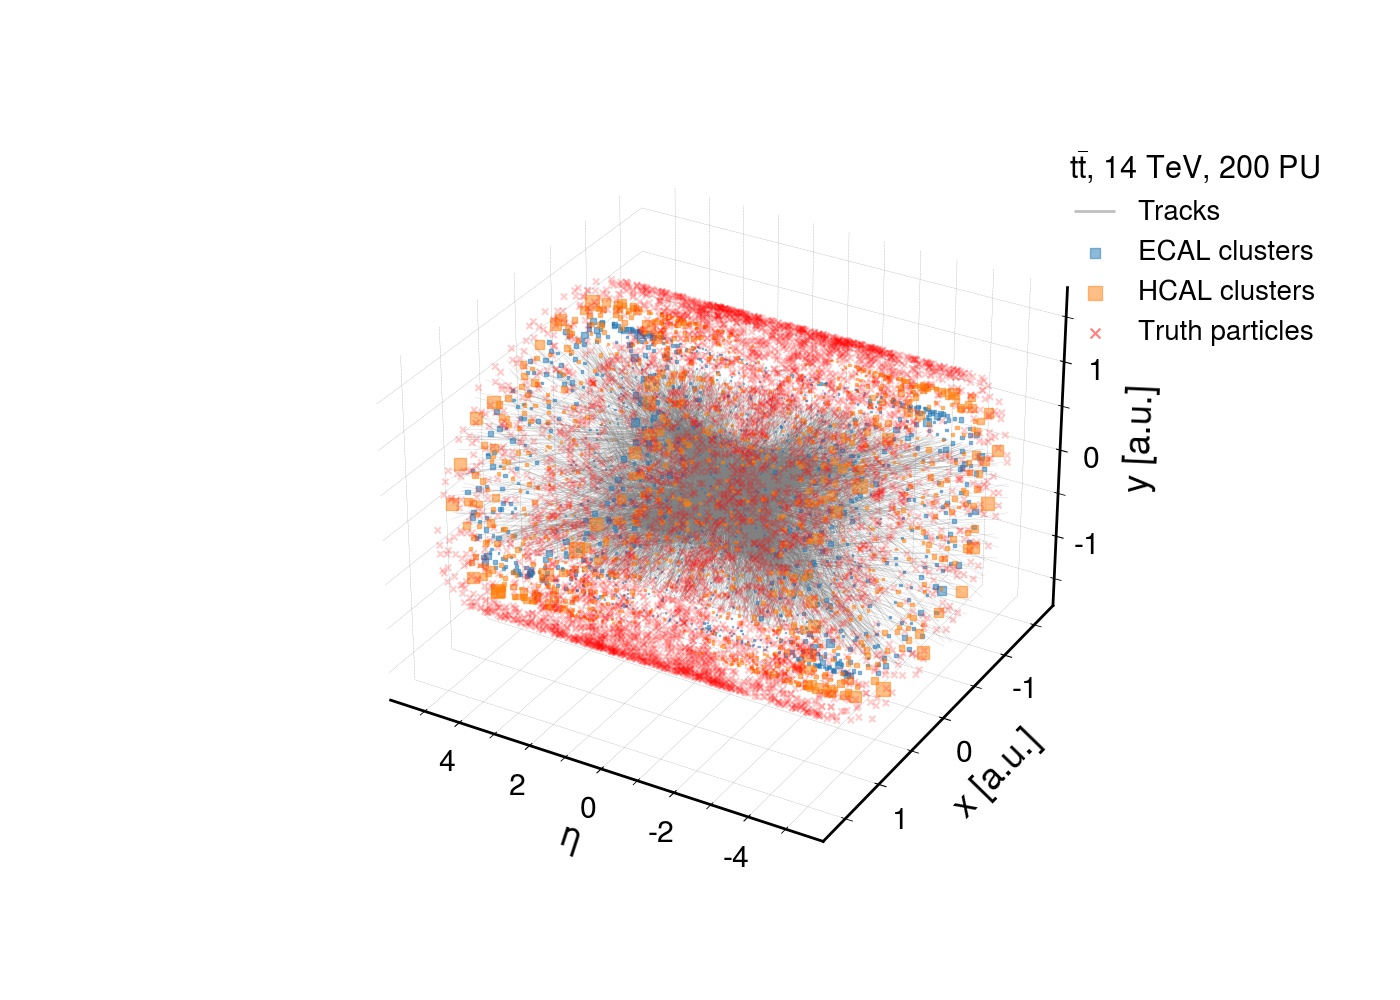 tt̄, 14 TeV, 200 PU
Tracks
ECAL clusters
HCAL clusters
Truth particles
1
0
-1
y [a.u.]
-1
0
1
x [a.u.]
4
2
0
-2
-4
η